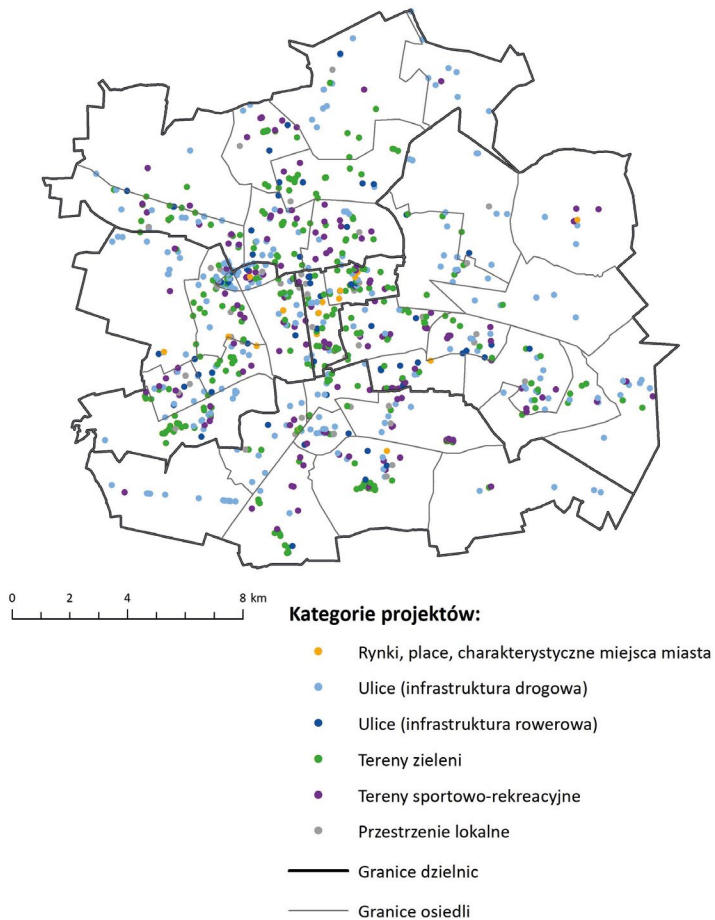 0 2 4 8 km
Kategorie projektów:
Rynki, place, charakterystyczne miejsca miasta
Ulice (infrastruktura drogowa)
Ulice (infrastruktura rowerowa)
Tereny zieleni
Tereny sportowo-rekreacyjne
Przestrzenie lokalne
Granice dzielnic
Granice osiedli